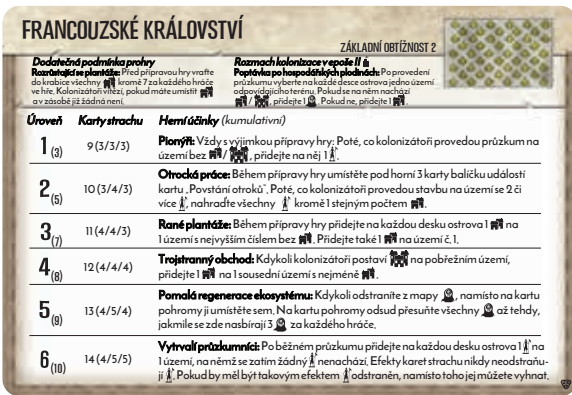 FRANCOUZSKÉ KRÁLOVSTVÍ
ZÁKLADNÍ OBTÍŽNOST 2
Dodatečná podmínka prohry
Rozrůstající se plantáže: Před přípravou hry vraťte
do krabice všechny kromě 7 za každého hráče
ve hře. Kolonizátoři vítězí, pokud máte umístit
a v zásobě již žádná není.
Rozmach kolonizace v epoše II
Poptávka po hospodářských plodinách: Po provedení
průzkumu vyberte na každé desce ostrova jedno území
odpovídajícího terénu. Pokud se na něm nachází
/ , přidejte 1 . Pokud ne, přidejte 1 .
Úroveň Karty strachu Herní účinky (kumulativní)
1 (3) 9 (3/3/3) Pionýři: Vždy s výjimkou přípravy hry: Poté, co kolonizátoři provedou průzkum na
území bez / , přidejte na něj 1 .
2 (5) 10 (3/4/3) Otrocká práce: Během přípravy hry umístěte pod horní 3 karty balíčku událostí
kartu „Povstání otroků“. Poté, co kolonizátoři provedou stavbu na území se 2 či
více , nahraďte všechny kromě 1 stejným počtem .
3 (7) 11 (4/4/3) Rané plantáže: Během přípravy hry přidejte na každou desku ostrova 1 na
1 území s nejvyšším číslem bez . Přidejte také 1 na území č. 1.
4 (8) 12 (4/4/4) Trojstranný obchod: Kdykoli kolonizátoři postaví na pobřežním území,
přidejte 1 na 1 sousední území s nejméně .
5 (9) 13 (4/5/4) Pomalá regenerace ekosystému: Kdykoli odstraníte z mapy , namísto na kartu
pohromy ji umístěte sem. Na kartu pohromy odsud přesuňte všechny až tehdy,
jakmile se zde nasbírají 3 za každého hráče.
6 (10) 14 (4/5/5) Vytrvalí průzkumníci: Po běžném průzkumu přidejte na každou desku ostrova 1 na
1 území, na němž se zatím žádný nenachází. Efekty karet strachu nikdy neodstraňu-
jí . Pokud by měl být takovým efektem odstraněn, namísto toho jej můžete vyhnat.